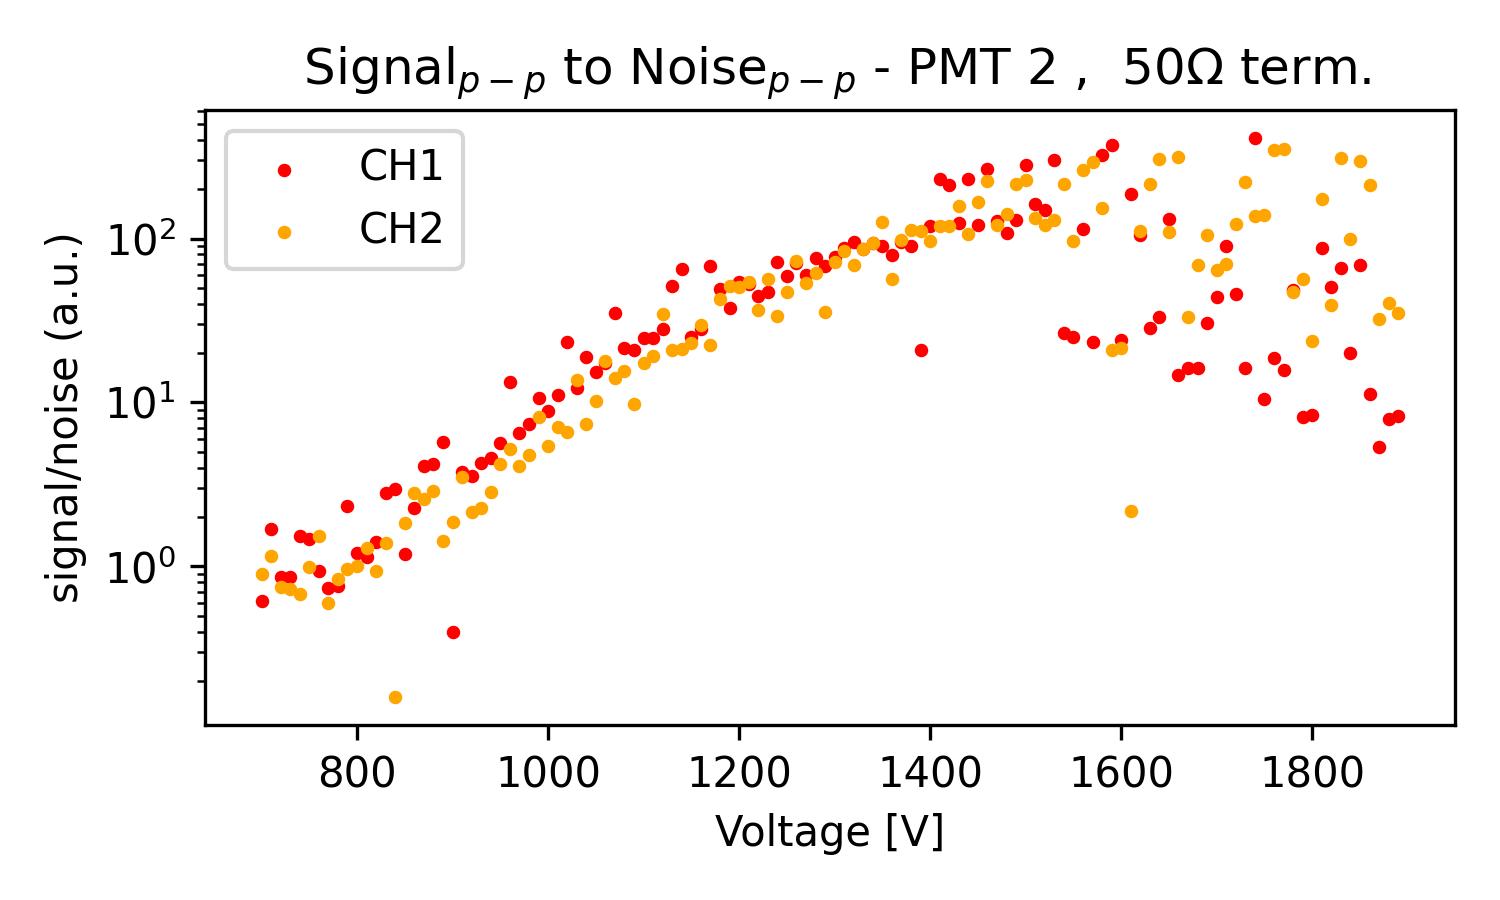 Signalₚ₋ₚ to Noiseₚ₋ₚ - PMT 2 , 50Ω term.
CH1
CH2
signal/noise (a.u.)
10²
10¹
10⁰
800 1000 1200 1400 1600 1800
Voltage [V]